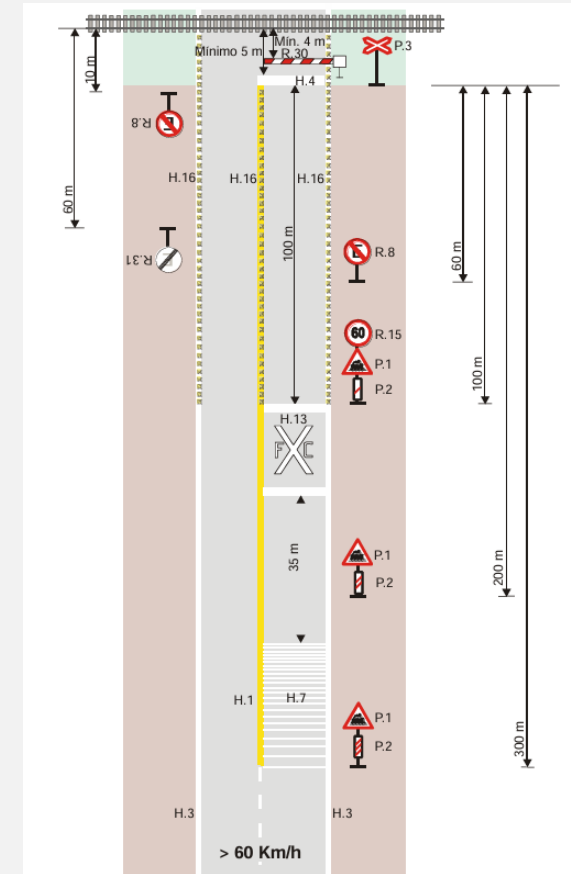 Mín. 4 m
Mínimo 5 m
R.30
P.3
10 m
H.4
R.8
E
H.16
H.16
H.16
60 m
100 m
R.31
E
E
R.8
60 m
60
R.15
P.1
P.2
100 m
H.13
F X C
35 m
P.1
P.2
200 m
H.1
H.7
P.1
P.2
300 m
H.3
H.3
> 60 Km/h